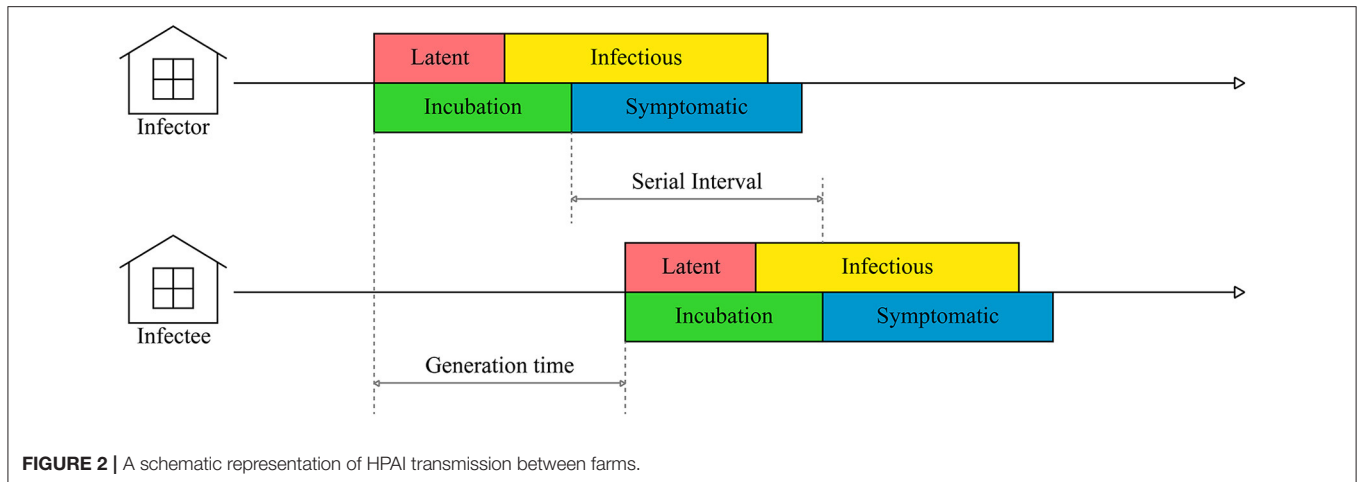 Latent
Infectious
Incubation
Symptomatic
Infector
Serial Interval
Latent
Infectious
Incubation
Symptomatic
Infectee
Generation time
FIGURE 2 | A schematic representation of HPAI transmission between farms.